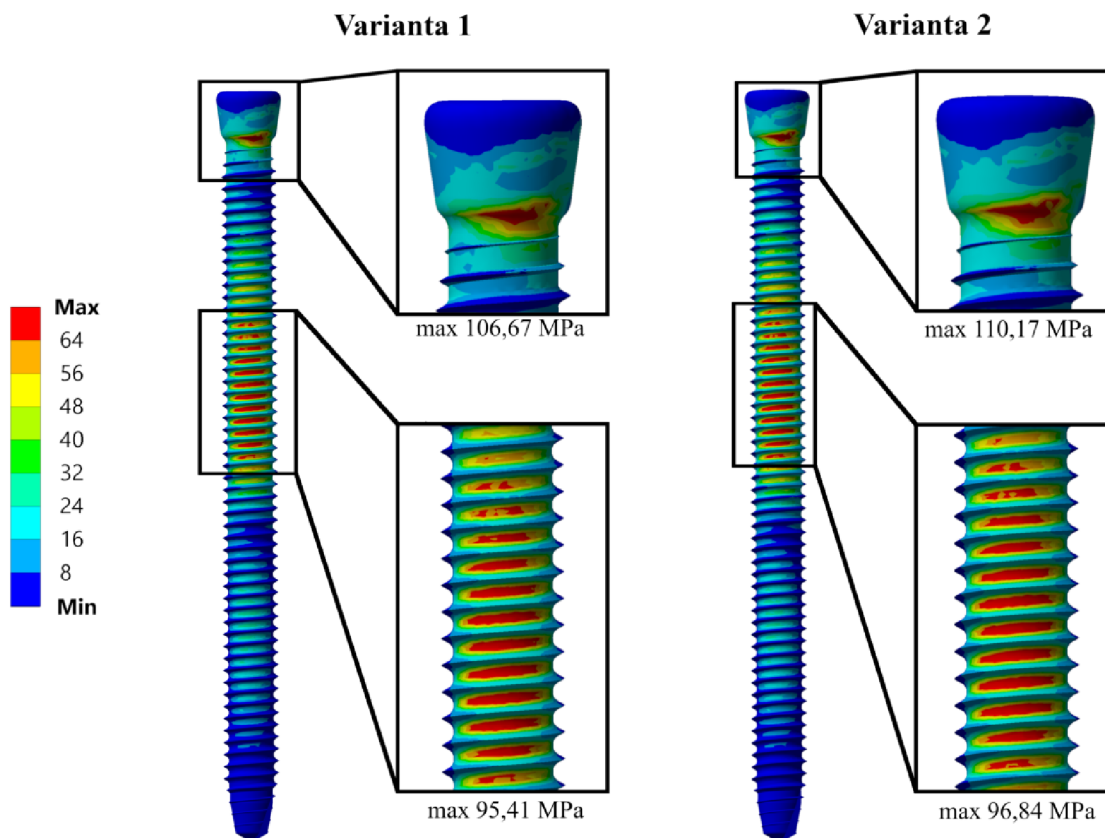 Varianta 1
Varianta 2
max 106,67 MPa
max 110,17 MPa
Max
64
56
48
40
32
24
16
8
Min
max 95,41 MPa
max 96,84 MPa